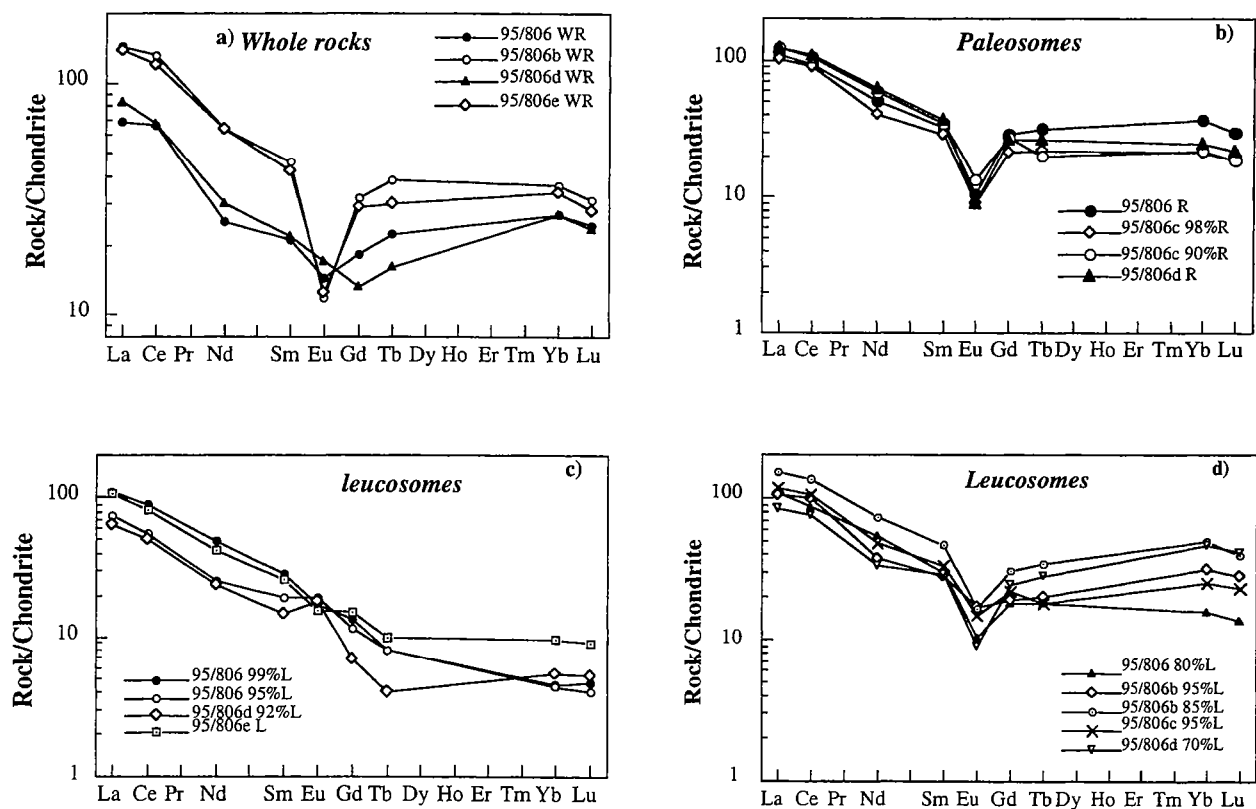 a) Whole rocks
95/806 WR
95/806b WR
95/806d WR
95/806e WR
100
10
Rock/Chondrite
La Ce Pr Nd Sm Eu Gd Tb Dy Ho Er Tm Yb Lu
Paleosomes
b)
100
10
1
Rock/Chondrite
95/806 R
95/806c 98%R
95/806c 90%R
95/806d R
La Ce Pr Nd Sm Eu Gd Tb Dy Ho Er Tm Yb Lu
leucosomes
c)
100
10
1
Rock/Chondrite
95/806 99%L
95/806 95%L
95/806d 92%L
95/806e L
La Ce Pr Nd Sm Eu Gd Tb Dy Ho Er Tm Yb Lu
Leucosomes
d)
100
10
1
Rock/Chondrite
95/806 80%L
95/806b 95%L
95/806b 85%L
95/806c 95%L
95/806d 70%L
La Ce Pr Nd Sm Eu Gd Tb Dy Ho Er Tm Yb Lu